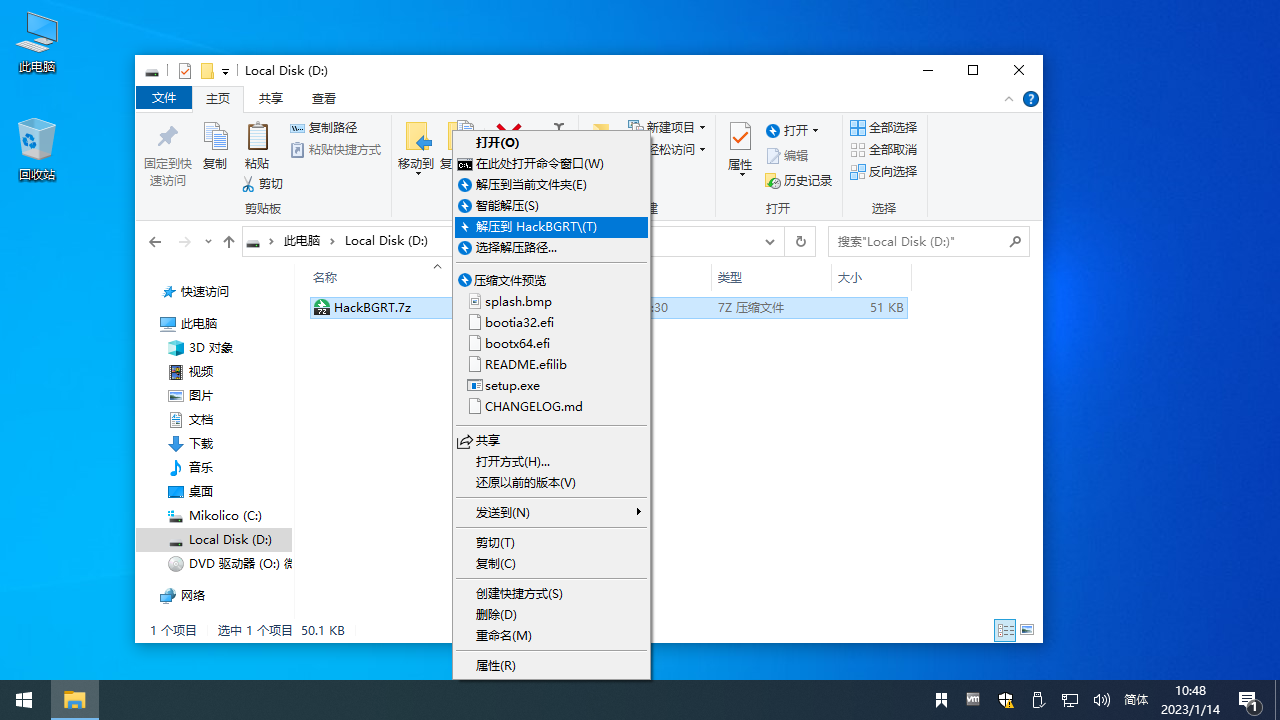 此电脑
回收站
Local Disk (D:)
文件
主页
共享
查看
固定到快
速访问
复制
粘贴
复制路径
粘贴快捷方式
剪切
剪贴板
移动到
新建项目
轻松访问
属性
打开
编辑
历史记录
打开
全部选择
全部取消
反向选择
选择
此电脑
Local Disk (D:)
搜索"Local Disk (D:)"
快速访问
此电脑
3D 对象
视频
图片
文档
下载
音乐
桌面
Mikolico (C:)
Local Disk (D:)
DVD 驱动器 (O:)
网络
名称
类型
大小
HackBGRT.7z
:30
7Z 压缩文件
51 KB
打开(O)
在此处打开命令窗口(W)
解压到当前文件夹(E)
智能解压(S)
解压到 HackBGRT\(T)
选择解压路径...
压缩文件预览
splash.bmp
bootia32.efi
bootx64.efi
README.efilib
setup.exe
CHANGELOG.md
共享
打开方式(H)...
还原以前的版本(V)
发送到(N)
剪切(T)
复制(C)
创建快捷方式(S)
删除(D)
重命名(M)
属性(R)
1 个项目
选中 1 个项目 50.1 KB
简体
10:48
2023/1/14
1